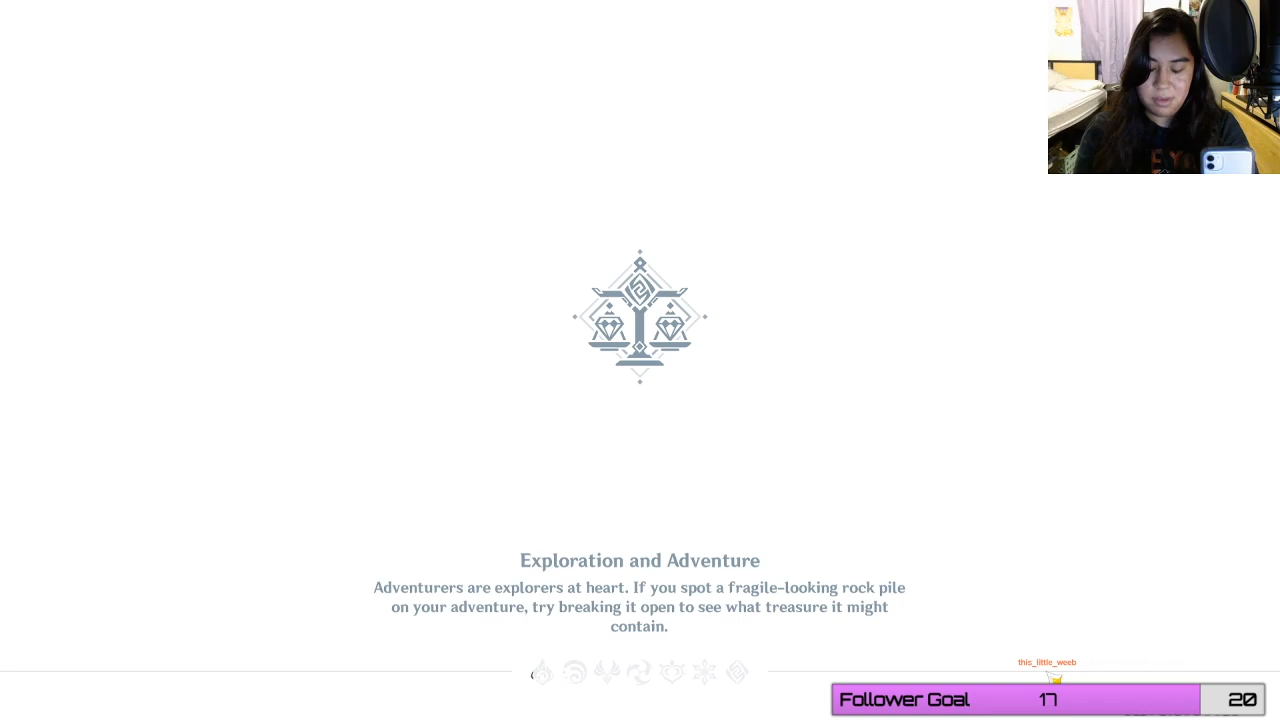 Exploration and Adventure
Adventurers are explorers at heart. If you spot a fragile-looking rock pile
on your adventure, try breaking it open to see what treasure it might
contain.
this_little_weeb
Follower Goal 17 20